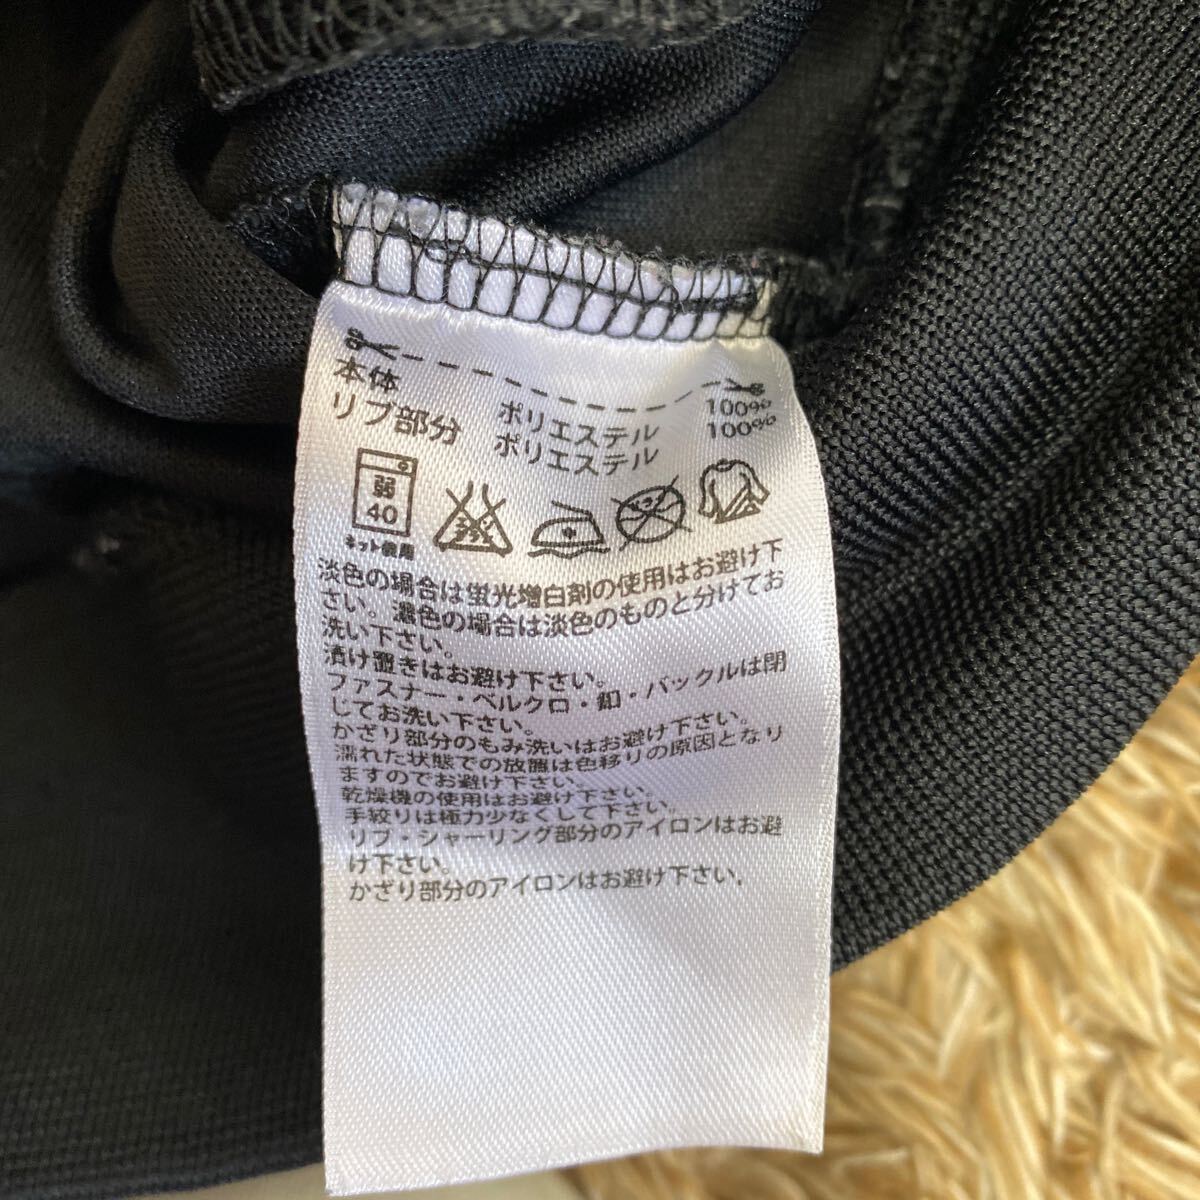 本体 ポリエステル 100%
リブ部分 ポリエステル 100%
弱
40
ネット使用
エンソサラシ
ドライ
淡色の場合は蛍光増白剤の使用はお避け下
さい。濃色の場合は淡色のものと分けてお
洗い下さい。
漬け置きはお避け下さい。
ファスナー・ベルクロ・釦・バックルは閉
じてお洗い下さい。
かざり部分のもみ洗いはお避け下さい。
濡れた状態での放置は色移りの原因となり
ますのでお避け下さい。
乾燥機の使用はお避け下さい。
手絞りは極力少なくして下さい。
リブ・シャーリング部分のアイロンはお避
け下さい。
かざり部分のアイロンはお避け下さい。